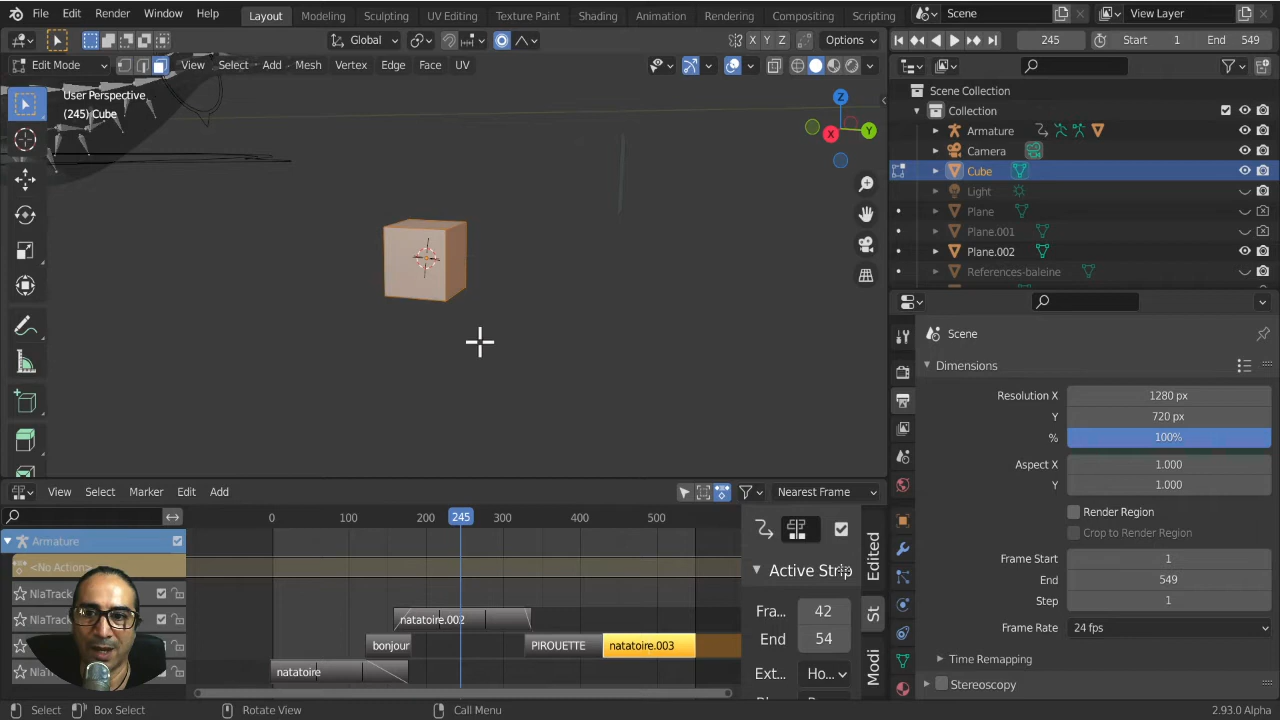 File Edit Render Window Help Layout Modeling Sculpting UV Editing Texture Paint Shading Animation Rendering Compositing Scripting Scene View Layer
Global X Y Z Options 245 Start 1 End 549
Edit Mode View Select Add Mesh Vertex Edge Face UV
User Perspective
(245) Cube
Z
X
Y
Scene Collection
Collection
Armature
Camera
Cube
Light
Plane
Plane.001
Plane.002
References-baleine
Scene
Dimensions
Resolution X 1280 px
Y 720 px
% 100%
Aspect X 1.000
Y 1.000
Render Region
Crop to Render Region
Frame Start 1
End 549
Step 1
Frame Rate 24 fps
Time Remapping
Stereoscopy
View Select Marker Edit Add Nearest Frame
0 100 200 245 300 400 500
Armature
<No Action>
NlaTrack
NlaTrack
natatoire.002
bonjour PIROUETTE natatoire.003
NlaTrack natatoire
Active Strip
Fra... 42
End 54
Ext... Ho...
Edited
St
Modi
Select Box Select Rotate View Call Menu 2.93.0 Alpha